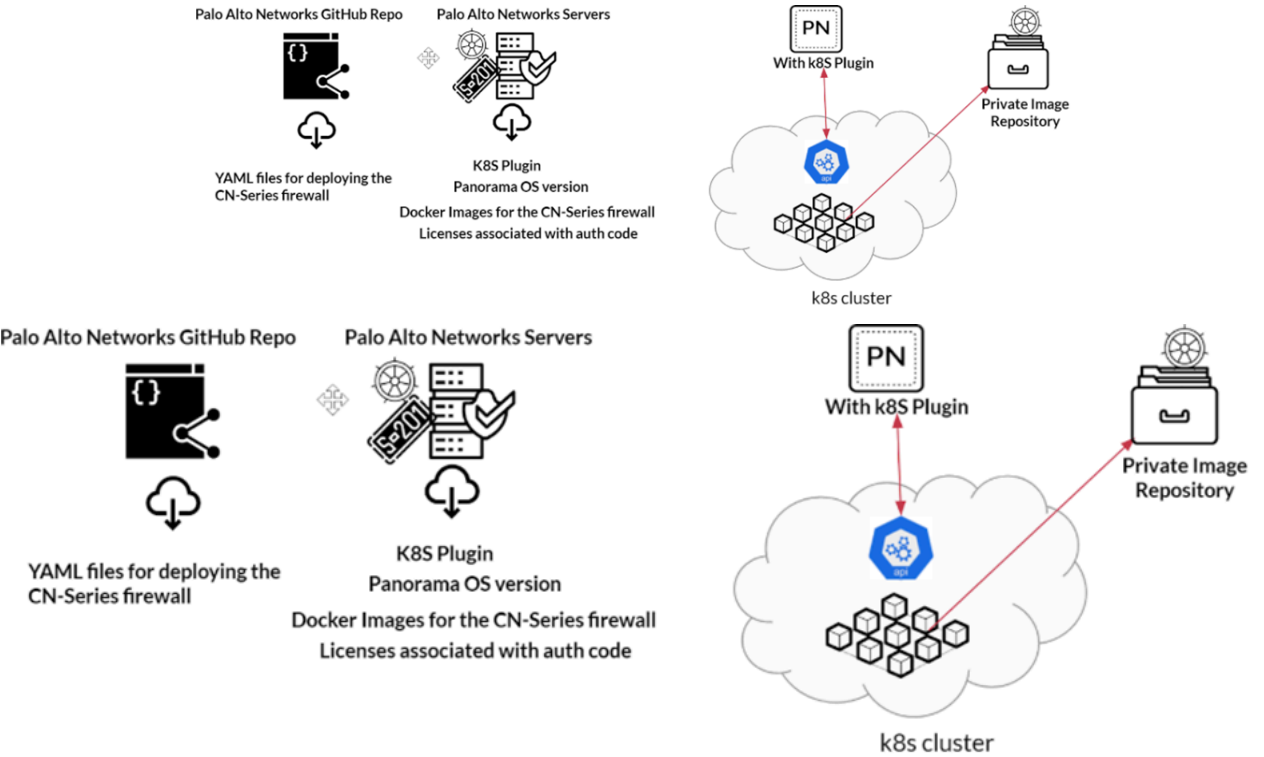 Palo Alto Networks GitHub Repo
{}
YAML files for deploying the
CN-Series firewall
Palo Alto Networks Servers
S-201
K8S Plugin
Panorama OS version
Docker Images for the CN-Series firewall
Licenses associated with auth code
PN
With k8S Plugin
Private Image
Repository
api
k8s cluster
Palo Alto Networks GitHub Repo
{}
YAML files for deploying the
CN-Series firewall
Palo Alto Networks Servers
S-201
K8S Plugin
Panorama OS version
Docker Images for the CN-Series firewall
Licenses associated with auth code
PN
With k8S Plugin
Private Image
Repository
api
k8s cluster